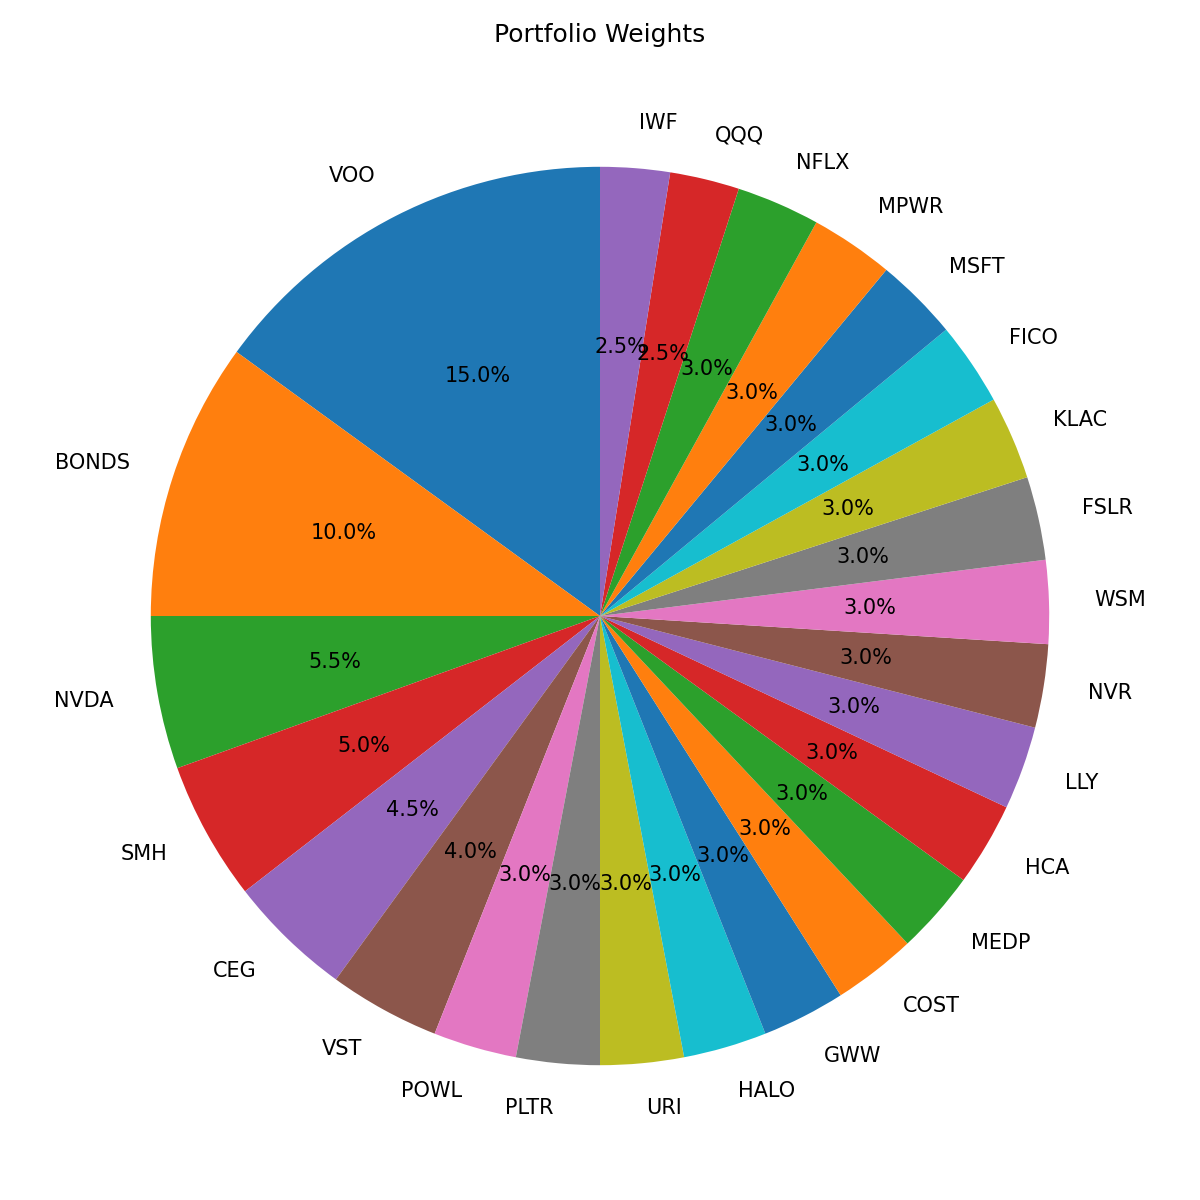 Portfolio Weights
VOO
15.0%
BONDS
10.0%
NVDA
5.5%
SMH
5.0%
CEG
4.5%
VST
4.0%
POWL
3.0%
PLTR
3.0%
URI
3.0%
HALO
3.0%
GWW
3.0%
COST
3.0%
MEDP
3.0%
HCA
3.0%
LLY
3.0%
NVR
3.0%
WSM
3.0%
FSLR
3.0%
KLAC
3.0%
FICO
3.0%
MSFT
3.0%
MPWR
3.0%
NFLX
3.0%
QQQ
2.5%
IWF
2.5%